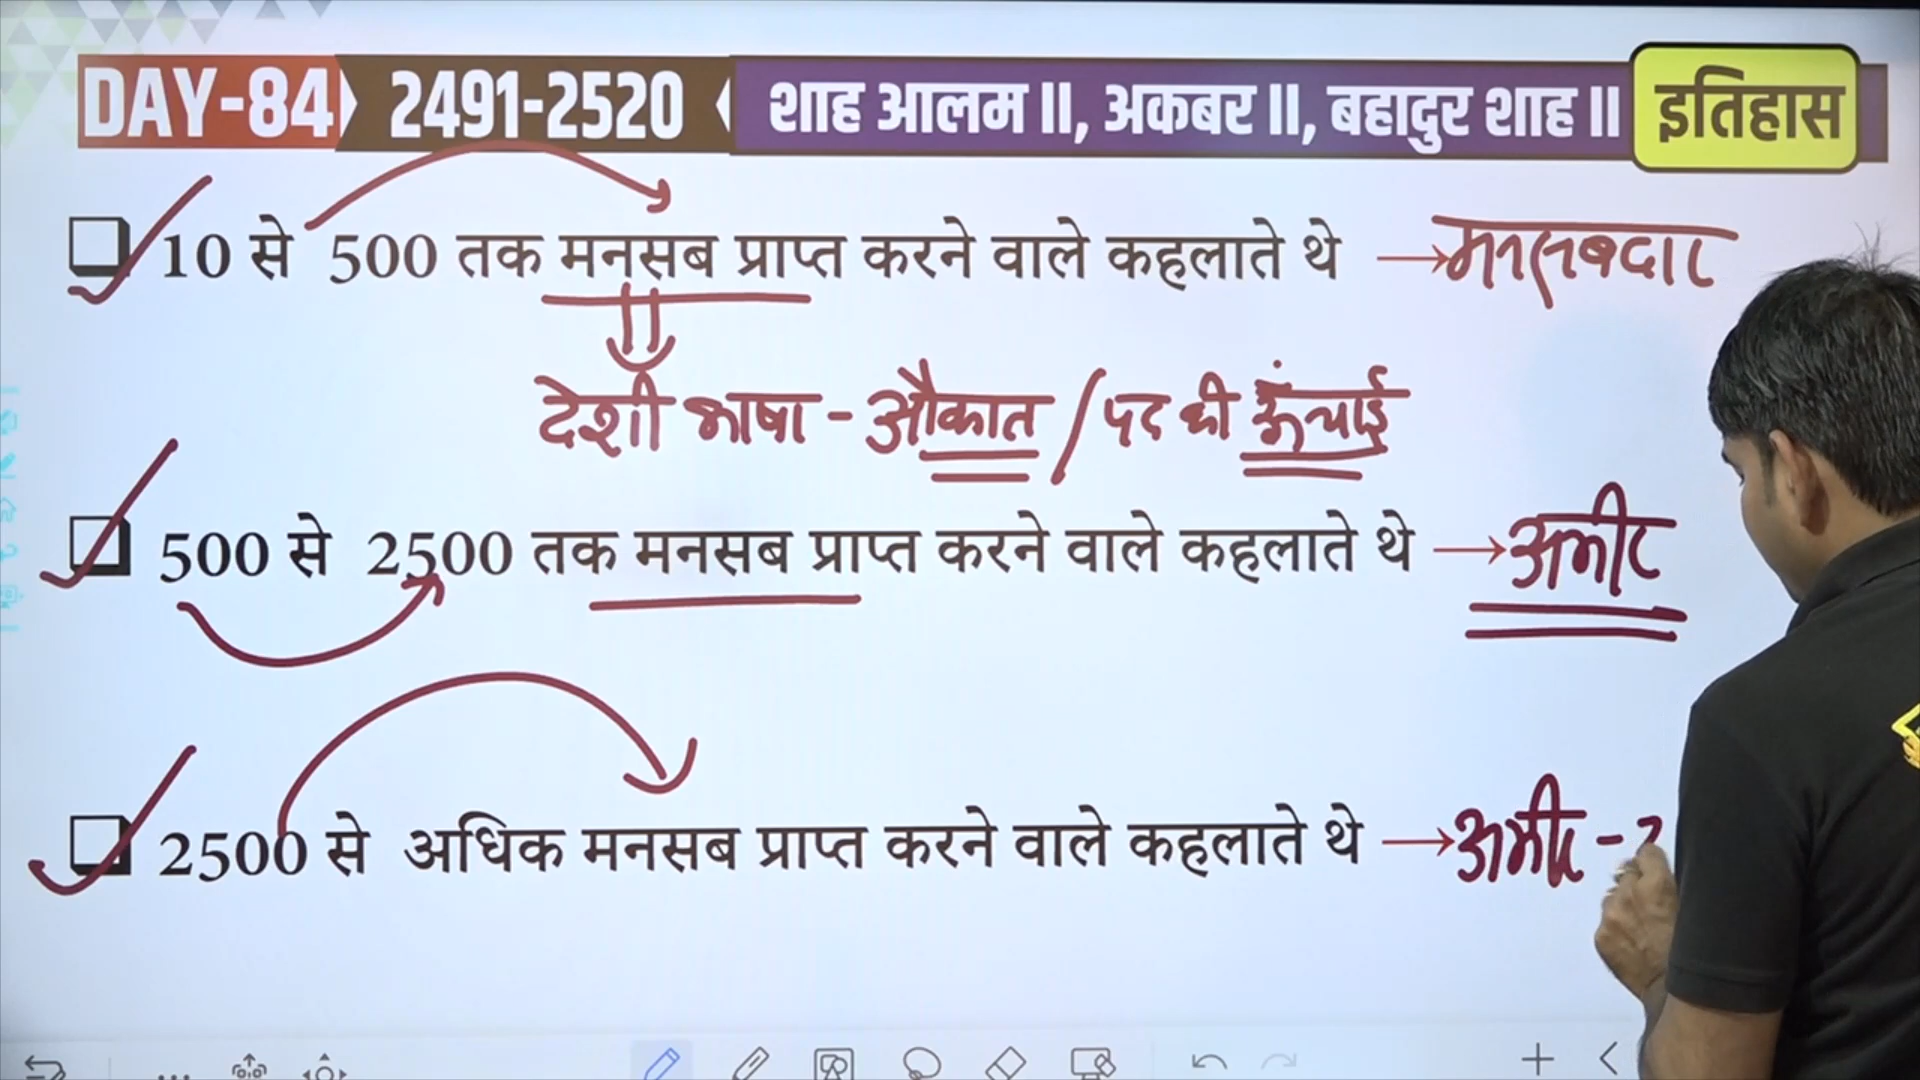 DAY-84 2491-2520 शाह आलम II, अकबर II, बहादुर शाह II इतिहास
10 से 500 तक मनसब प्राप्त करने वाले कहलाते थे → मनसबदार
देशी भाषा - औकात / पद की ऊंचाई
500 से 2500 तक मनसब प्राप्त करने वाले कहलाते थे → अमीर
2500 से अधिक मनसब प्राप्त करने वाले कहलाते थे → अमीर -